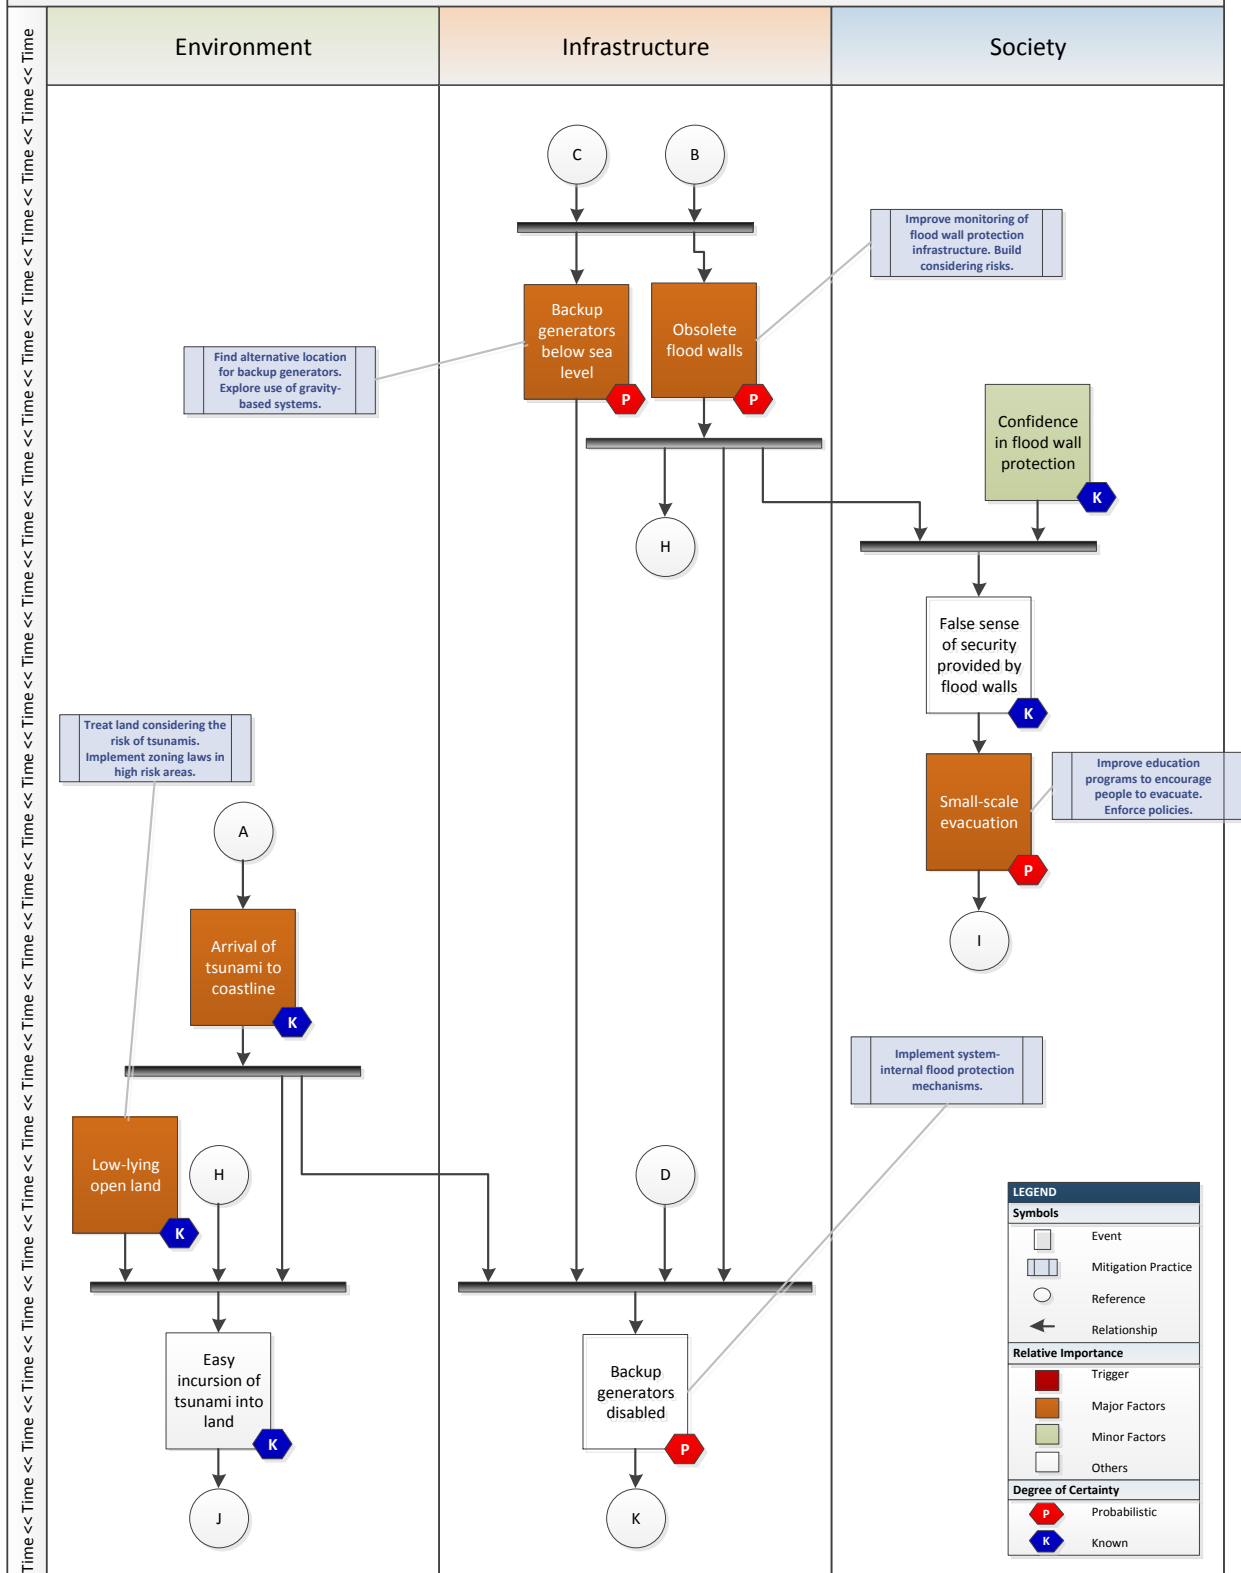 Environment
Infrastructure
Society
Time << Time << Time << Time << Time << Time << Time << Time << Time << Time << Time << Time << Time << Time << Time << Time << Time << Time << Time << Time << Time << Time << Time << Time << Time
C
B
Improve monitoring of
flood wall protection
infrastructure. Build
considering risks.
Backup
generators
below sea
level
P
Obsolete
flood walls
P
Find alternative location
for backup generators.
Explore use of gravity-
based systems.
Confidence
in flood wall
protection
K
H
False sense
of security
provided by
flood walls
K
Treat land considering the
risk of tsunamis.
Implement zoning laws in
high risk areas.
Improve education
programs to encourage
people to evacuate.
Enforce policies.
Small-scale
evacuation
P
A
I
Arrival of
tsunami to
coastline
K
Implement system-
internal flood protection
mechanisms.
Low-lying
open land
K
H
D
Easy
incursion of
tsunami into
land
K
Backup
generators
disabled
P
J
K
LEGEND
Symbols
Event
Mitigation Practice
Reference
Relationship
Relative Importance
Trigger
Major Factors
Minor Factors
Others
Degree of Certainty
P
Probabilistic
K
Known